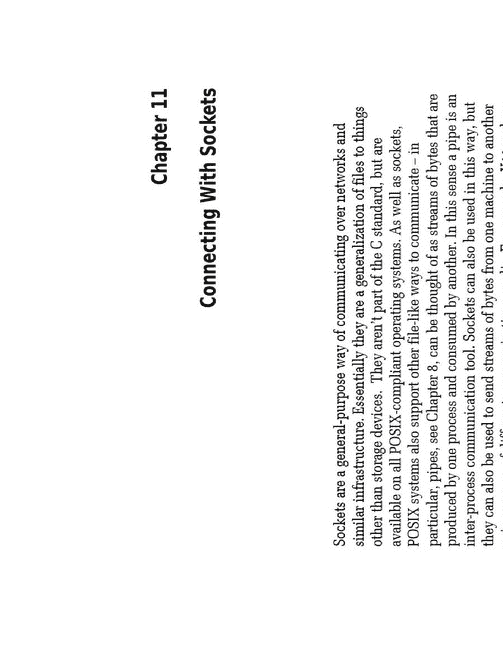 Chapter 11
Connecting With Sockets
Sockets are a general-purpose way of communicating over networks and
similar infrastructure. Essentially they are a generalization of files to things
other than storage devices. They aren't part of the C standard, but are
available on all POSIX-compliant operating systems. As well as sockets,
POSIX systems also support other file-like ways to communicate – in
particular, pipes, see Chapter 8, can be thought of as streams of bytes that are
produced by one process and consumed by another. In this sense a pipe is an
inter-process communication tool. Sockets can also be used in this way, but
they can also be used to send streams of bytes from one machine to another